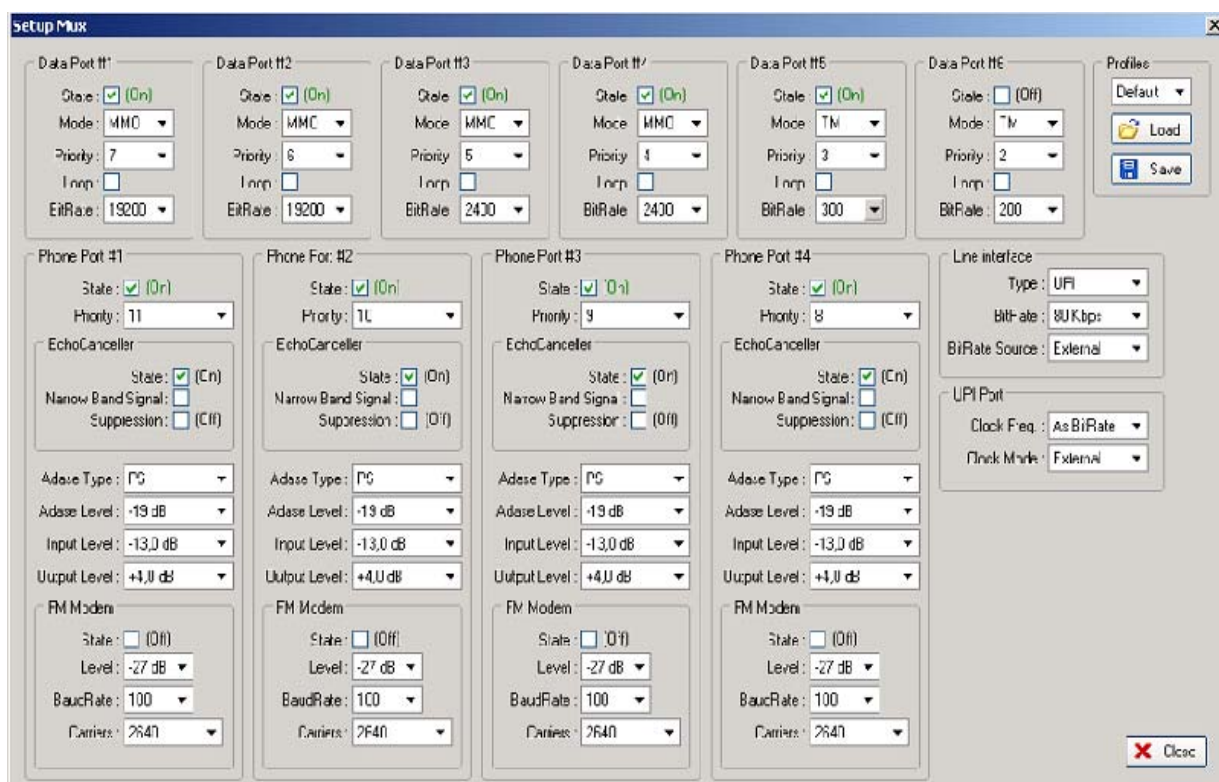 Setup Mux
Data Port #1
State : (On)
Mode :
Priority : 7
Loop :
BitRate : 19200
Data Port #2
State : (On)
Mode :
Priority : 6
Loop :
BitRate : 19200
Data Port #3
State : (On)
Mode :
Priority : 5
Loop :
BitRate : 2400
Data Port #4
State : (On)
Mode :
Priority : 4
Loop :
BitRate : 2400
Data Port #5
State : (On)
Mode : TM
Priority : 3
Loop :
BitRate : 300
Data Port #6
State : (Off)
Mode : TM
Priority : 2
Loop :
BitRate : 200
Profiles
Default
Load
Save
Phone Port #1
State : (On)
Priority : 11
EchoCanceller
State : (On)
Narrow Band Signal :
Suppression : (Off)
Adase Type :
Adase Level : -19 dB
Input Level : -13,0 dB
Output Level : +4,0 dB
FM Modem
State : (Off)
Level : -27 dB
BaudRate : 100
Carriers : 2640
Phone Port #2
State : (On)
Priority : 10
EchoCanceller
State : (On)
Narrow Band Signal :
Suppression : (Off)
Adase Type :
Adase Level : -19 dB
Input Level : -13,0 dB
Output Level : +4,0 dB
FM Modem
State : (Off)
Level : -27 dB
BaudRate : 100
Carriers : 2640
Phone Port #3
State : (On)
Priority : 9
EchoCanceller
State : (On)
Narrow Band Signal
Suppression : (Off)
Adase Type :
Adase Level : -19 dB
Input Level : -13,0 dB
Output Level : +4,0 dB
FM Modem
State : (Off)
Level : -27 dB
BaudRate : 100
Carriers : 2640
Phone Port #4
State : (On)
Priority : 8
EchoCanceller
State : (On)
Narrow Band Signal :
Suppression : (Off)
Adase Type :
Adase Level : -19 dB
Input Level : -13,0 dB
Output Level : +4,0 dB
FM Modem
State : (Off)
Level : -27 dB
BaudRate : 100
Carriers : 2640
Line interface
Type : UPI
BitRate : 80 Kbps
BitRate Source : External
UPI Port
Clock Freq. : As BitRate
Clock Mode : External
Close